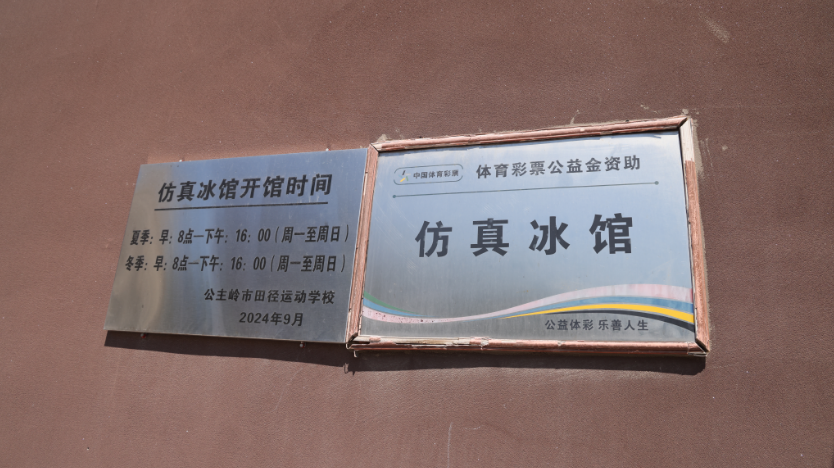 仿真冰馆开馆时间
夏季：早：8点—下午：16：00（周一至周日）
冬季：早：8点—下午：16：00（周一至周日）
公主岭市田径运动学校
2024年9月
中国体育彩票
体育彩票公益金资助
仿真冰馆
公益体彩 乐善人生